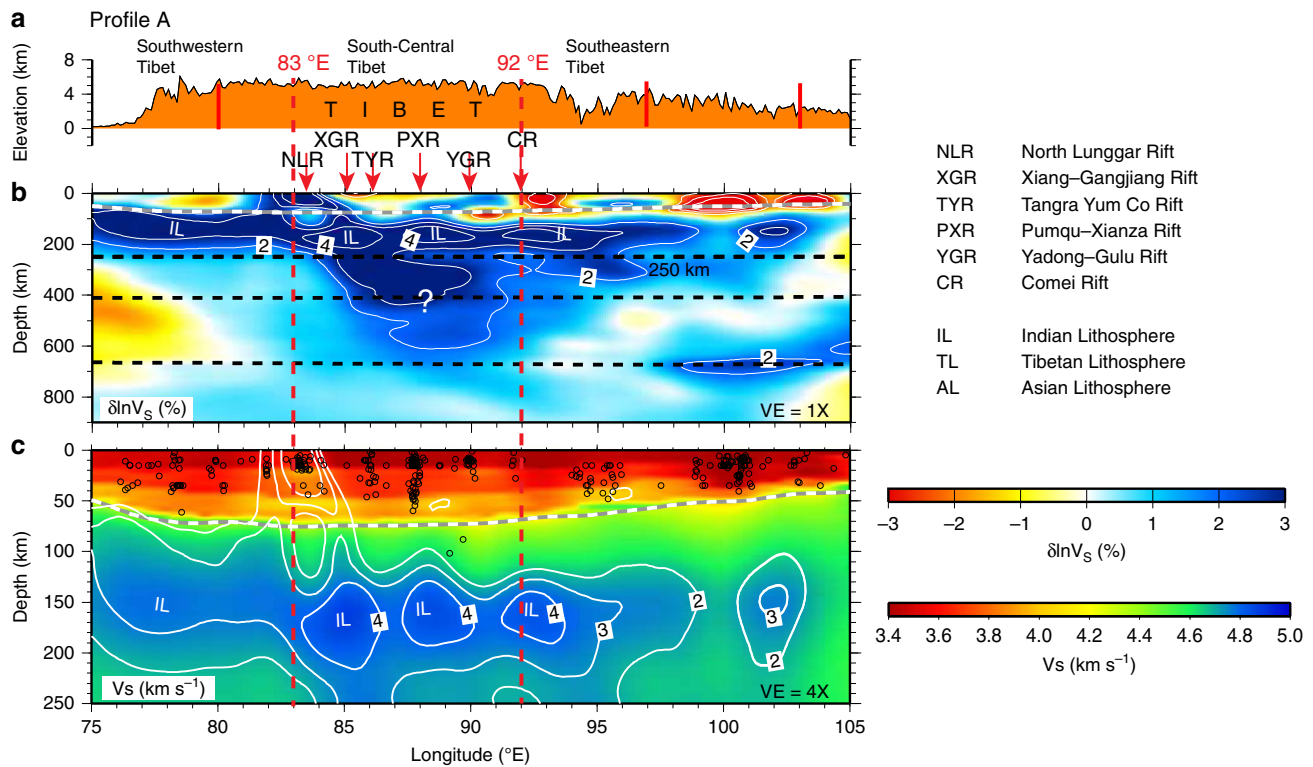 a Profile A
Southwestern Tibet
83 °E
South-Central Tibet
92 °E
Southeastern Tibet
Elevation (km)
8
4
0
T I B E T
NLR
XGR
TYR
PXR
YGR
CR
b
Depth (km)
0
200
400
600
800
IL
2
4
IL
4
IL
2
2
250 km
?
2
δlnVS (%)
VE = 1X
c
Depth (km)
0
50
100
150
200
250
IL
IL
4
IL
4
IL
4
3
2
3
2
Vs (km s−1)
VE = 4X
75 80 85 90 95 100 105
Longitude (°E)
NLR North Lunggar Rift
XGR Xiang–Gangjiang Rift
TYR Tangra Yum Co Rift
PXR Pumqu–Xianza Rift
YGR Yadong–Gulu Rift
CR Comei Rift
IL Indian Lithosphere
TL Tibetan Lithosphere
AL Asian Lithosphere
−3 −2 −1 0 1 2 3
δlnVS (%)
3.4 3.6 3.8 4.0 4.2 4.4 4.6 4.8 5.0
Vs (km s−1)